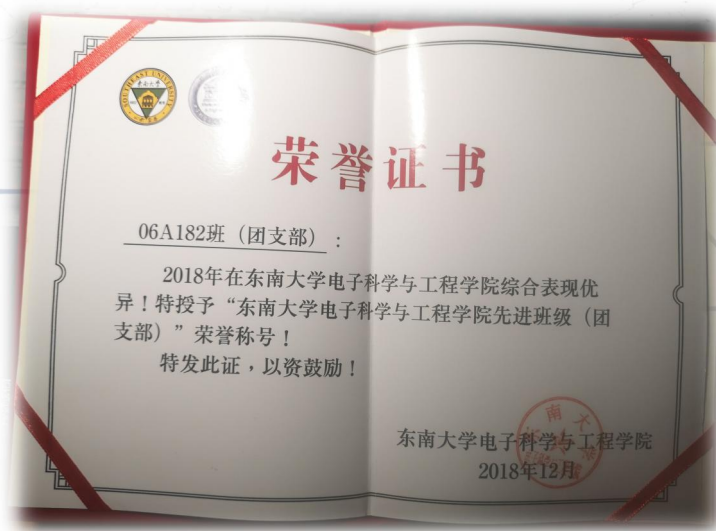 SOUTHEAST UNIVERSITY
荣誉证书
06A182班（团支部）：
2018年在东南大学电子科学与工程学院综合表现优
异！特授予“东南大学电子科学与工程学院先进班级（团
支部）”荣誉称号！
特发此证，以资鼓励！
东南大学电子科学与工程学院
2018年12月